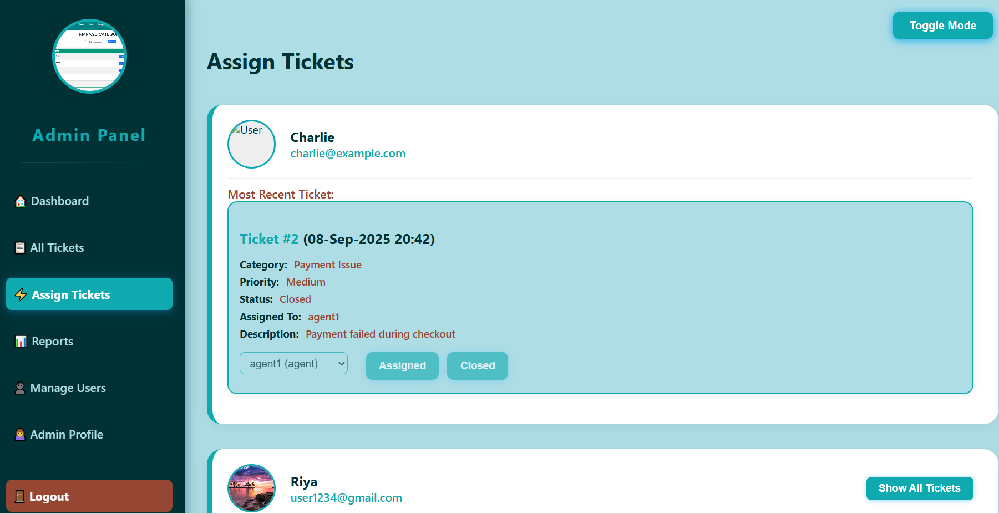 MANAGE CATEGO
Admin Panel
Dashboard
All Tickets
Assign Tickets
Reports
Manage Users
Admin Profile
Logout
Toggle Mode
Assign Tickets
User
Charlie
charlie@example.com
Most Recent Ticket:
Ticket #2 (08-Sep-2025 20:42)
Category: Payment Issue
Priority: Medium
Status: Closed
Assigned To: agent1
Description: Payment failed during checkout
agent1 (agent)
Assigned
Closed
Riya
user1234@gmail.com
Show All Tickets